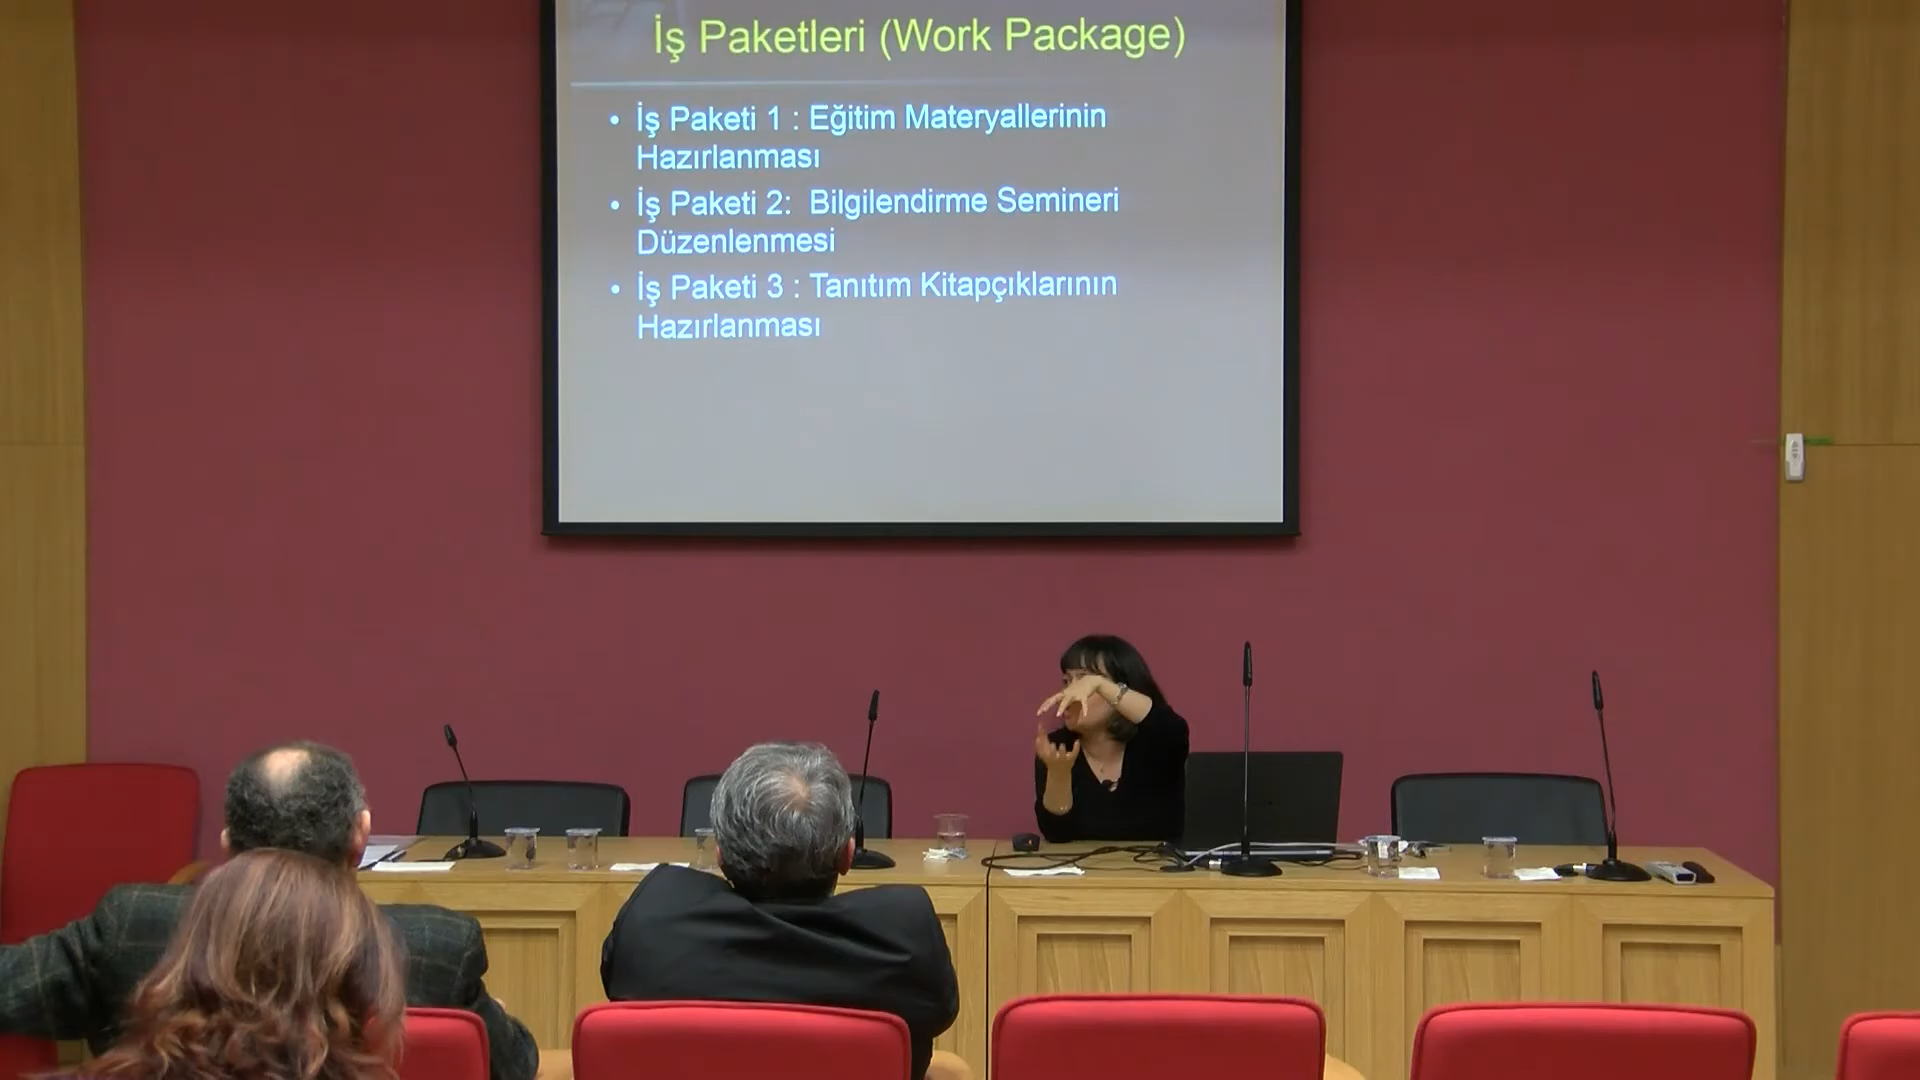 İş Paketleri (Work Package)
• İş Paketi 1 : Eğitim Materyallerinin
Hazırlanması
• İş Paketi 2:  Bilgilendirme Semineri
Düzenlenmesi
• İş Paketi 3 : Tanıtım Kitapçıklarının
Hazırlanması